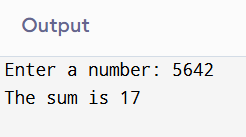 Output
Enter a number: 5642
The sum is 17